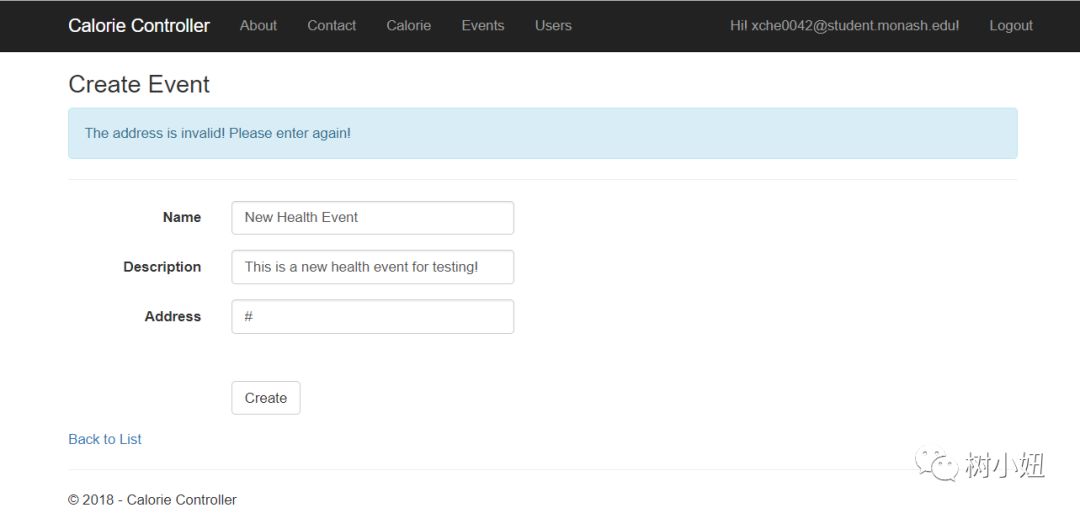 Calorie Controller About Contact Calorie Events Users Hi! xche0042@student.monash.edu! Logout
Create Event
The address is invalid! Please enter again!
Name New Health Event
Description This is a new health event for testing!
Address #
Create
Back to List
树小妞
© 2018 - Calorie Controller